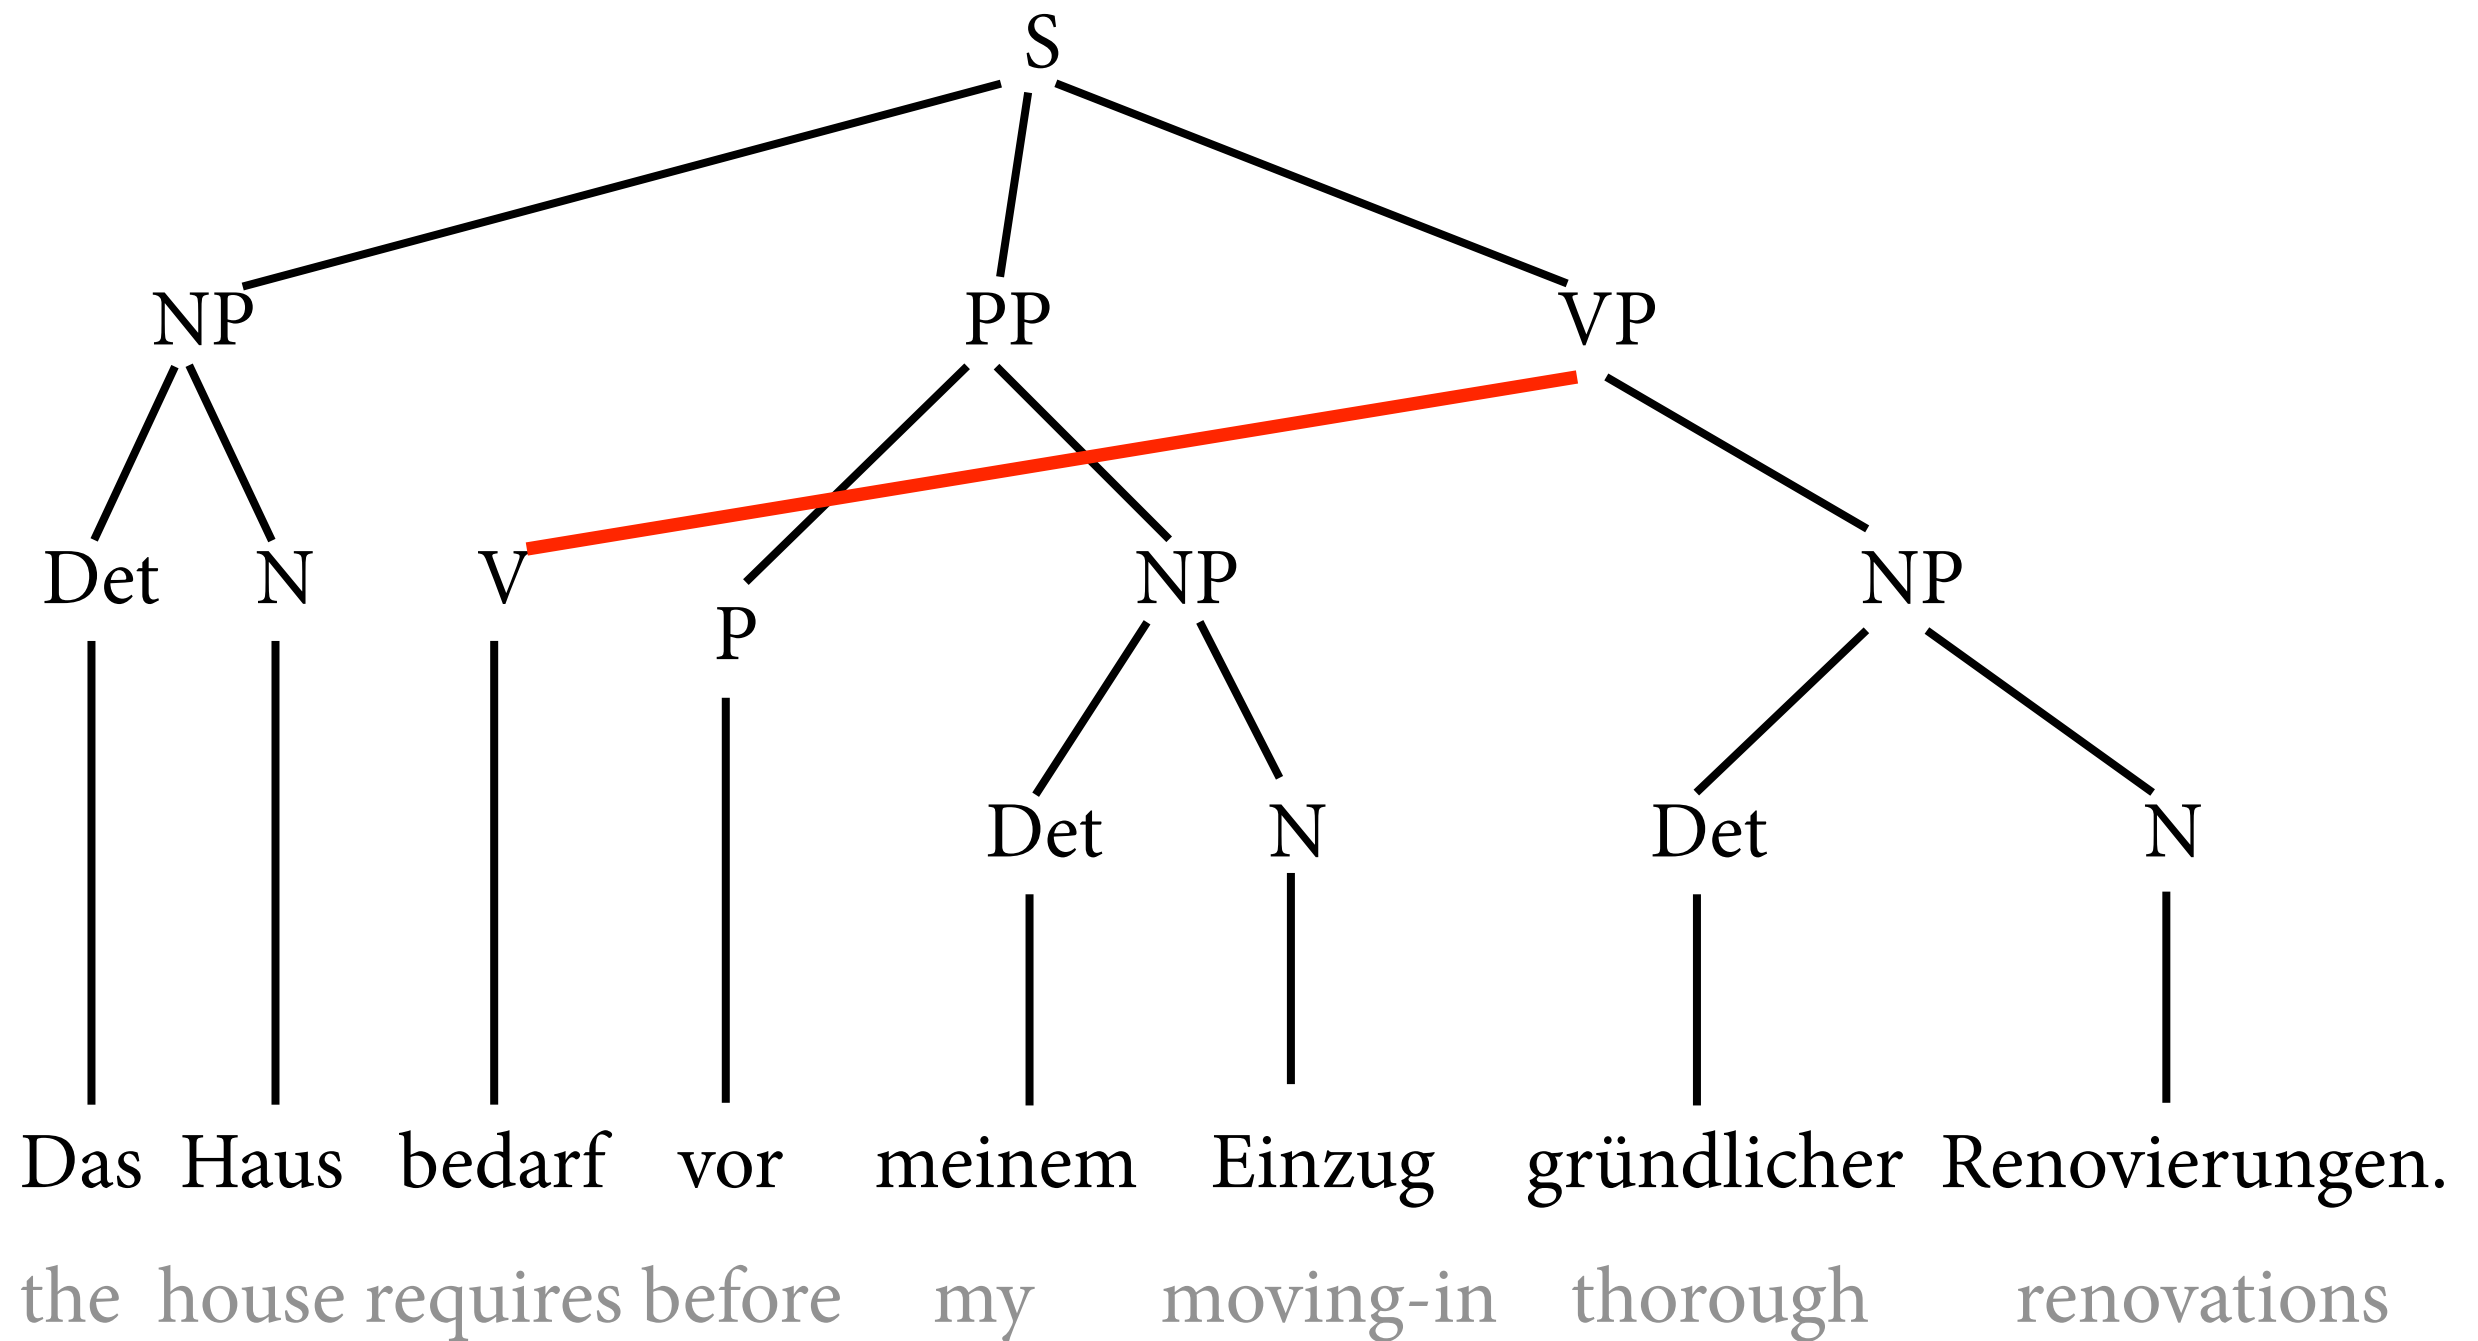 S
NP PP VP
Det N V P NP NP
Det N Det N
Das Haus bedarf vor meinem Einzug gründlicher Renovierungen.
the house requires before my moving-in thorough renovations